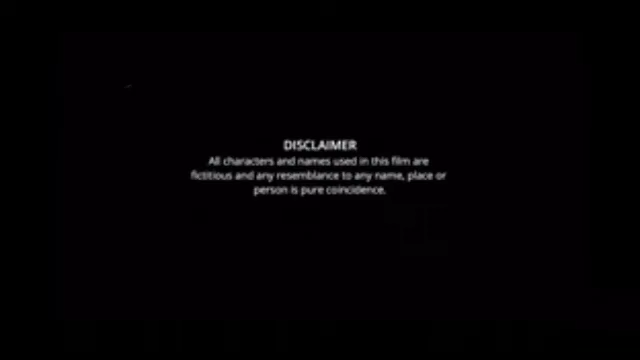 DISCLAIMER
All characters and names used in this film are
fictitious and any resemblance to any name, place or
person is pure coincidence.